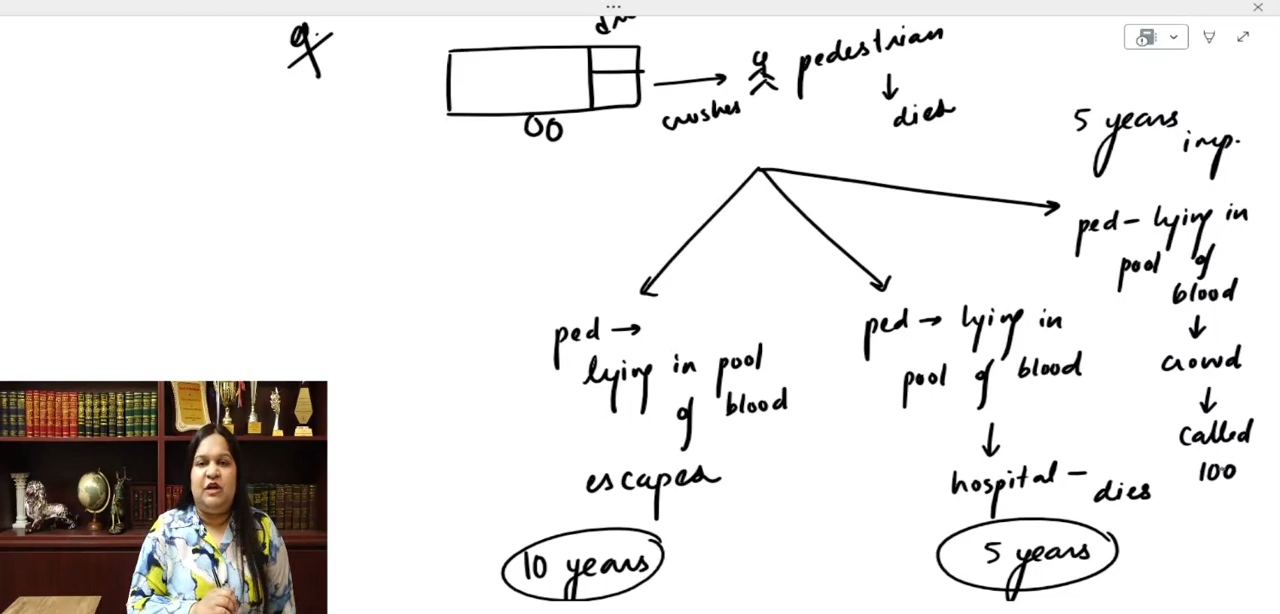 crushes
pedestrian
dies
5 years
imp.
ped- lying in
pool of
blood
crowd
called
100
ped → lying in
pool of blood
hospital - dies
5 years
ped →
lying in pool
of blood
escapes
10 years